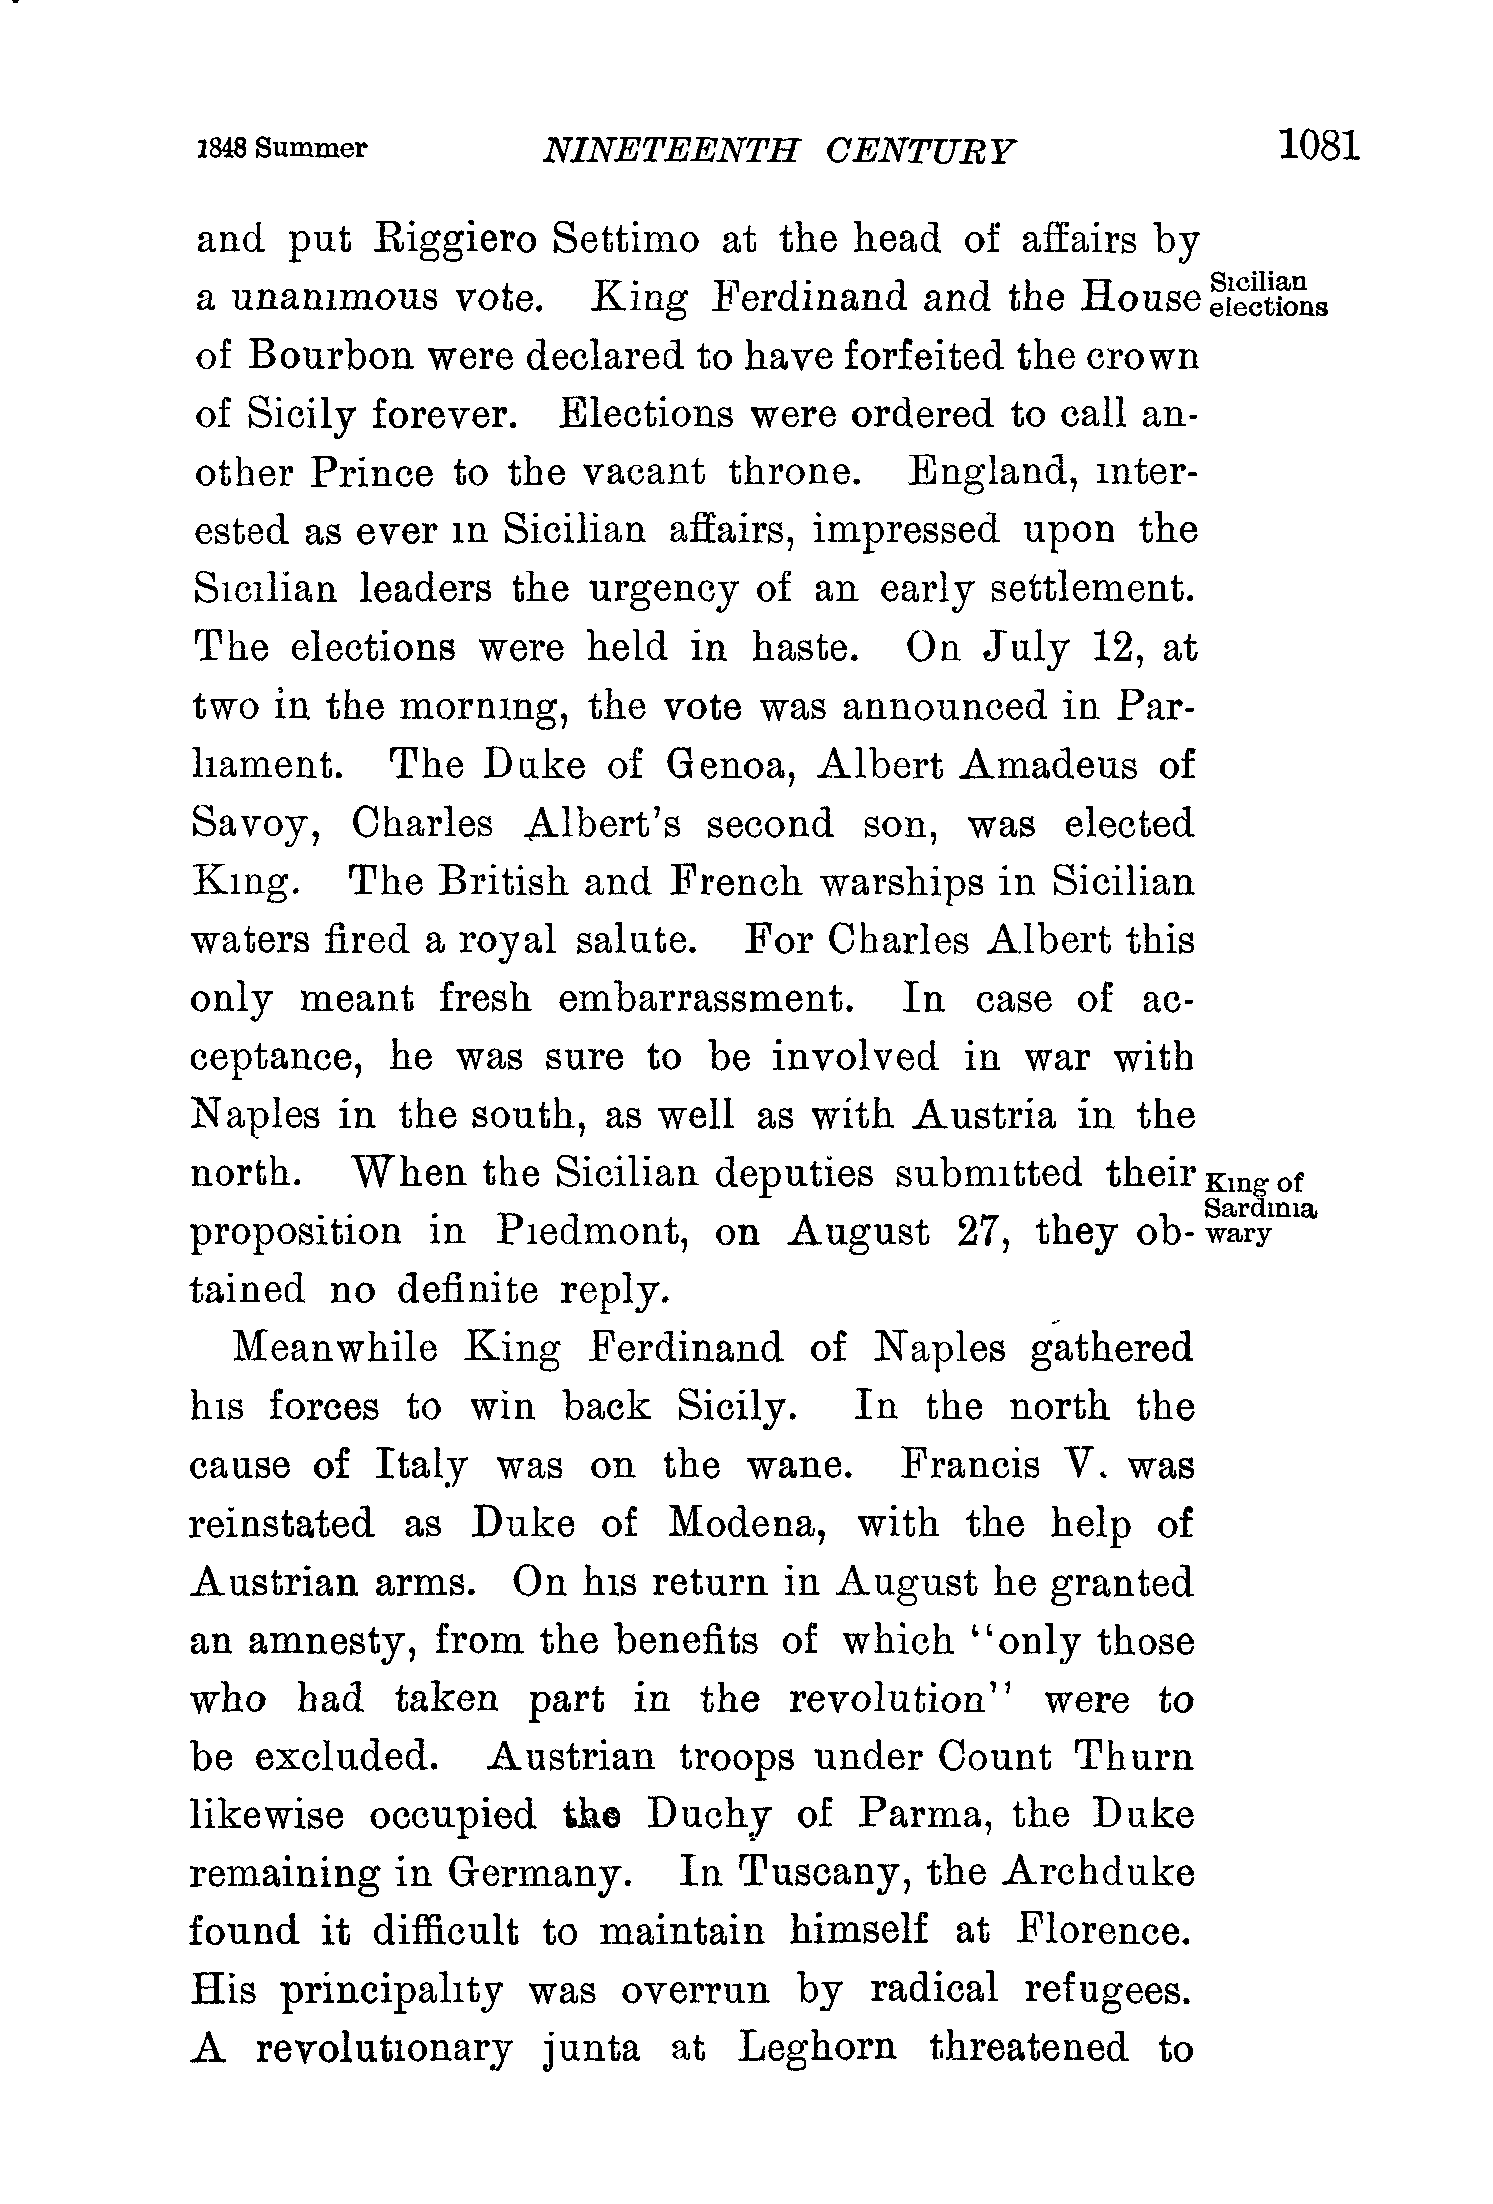 1848 Summer NINETEENTH CENTURY 1081
and put Riggiero Settimo at the head of affairs by
a unanimous vote. King Ferdinand and the House
Sicilian
elections
of Bourbon were declared to have forfeited the crown
of Sicily forever. Elections were ordered to call an-
other Prince to the vacant throne. England, inter-
ested as ever in Sicilian affairs, impressed upon the
Sicilian leaders the urgency of an early settlement.
The elections were held in haste. On July 12, at
two in the morning, the vote was announced in Par-
liament. The Duke of Genoa, Albert Amadeus of
Savoy, Charles Albert's second son, was elected
King. The British and French warships in Sicilian
waters fired a royal salute. For Charles Albert this
only meant fresh embarrassment. In case of ac-
ceptance, he was sure to be involved in war with
Naples in the south, as well as with Austria in the
north. When the Sicilian deputies submitted their
King of
Sardinia
wary
proposition in Piedmont, on August 27, they ob-
tained no definite reply.
Meanwhile King Ferdinand of Naples gathered
his forces to win back Sicily. In the north the
cause of Italy was on the wane. Francis V. was
reinstated as Duke of Modena, with the help of
Austrian arms. On his return in August he granted
an amnesty, from the benefits of which "only those
who had taken part in the revolution" were to
be excluded. Austrian troops under Count Thurn
likewise occupied the Duchy of Parma, the Duke
remaining in Germany. In Tuscany, the Archduke
found it difficult to maintain himself at Florence.
His principality was overrun by radical refugees.
A revolutionary junta at Leghorn threatened to